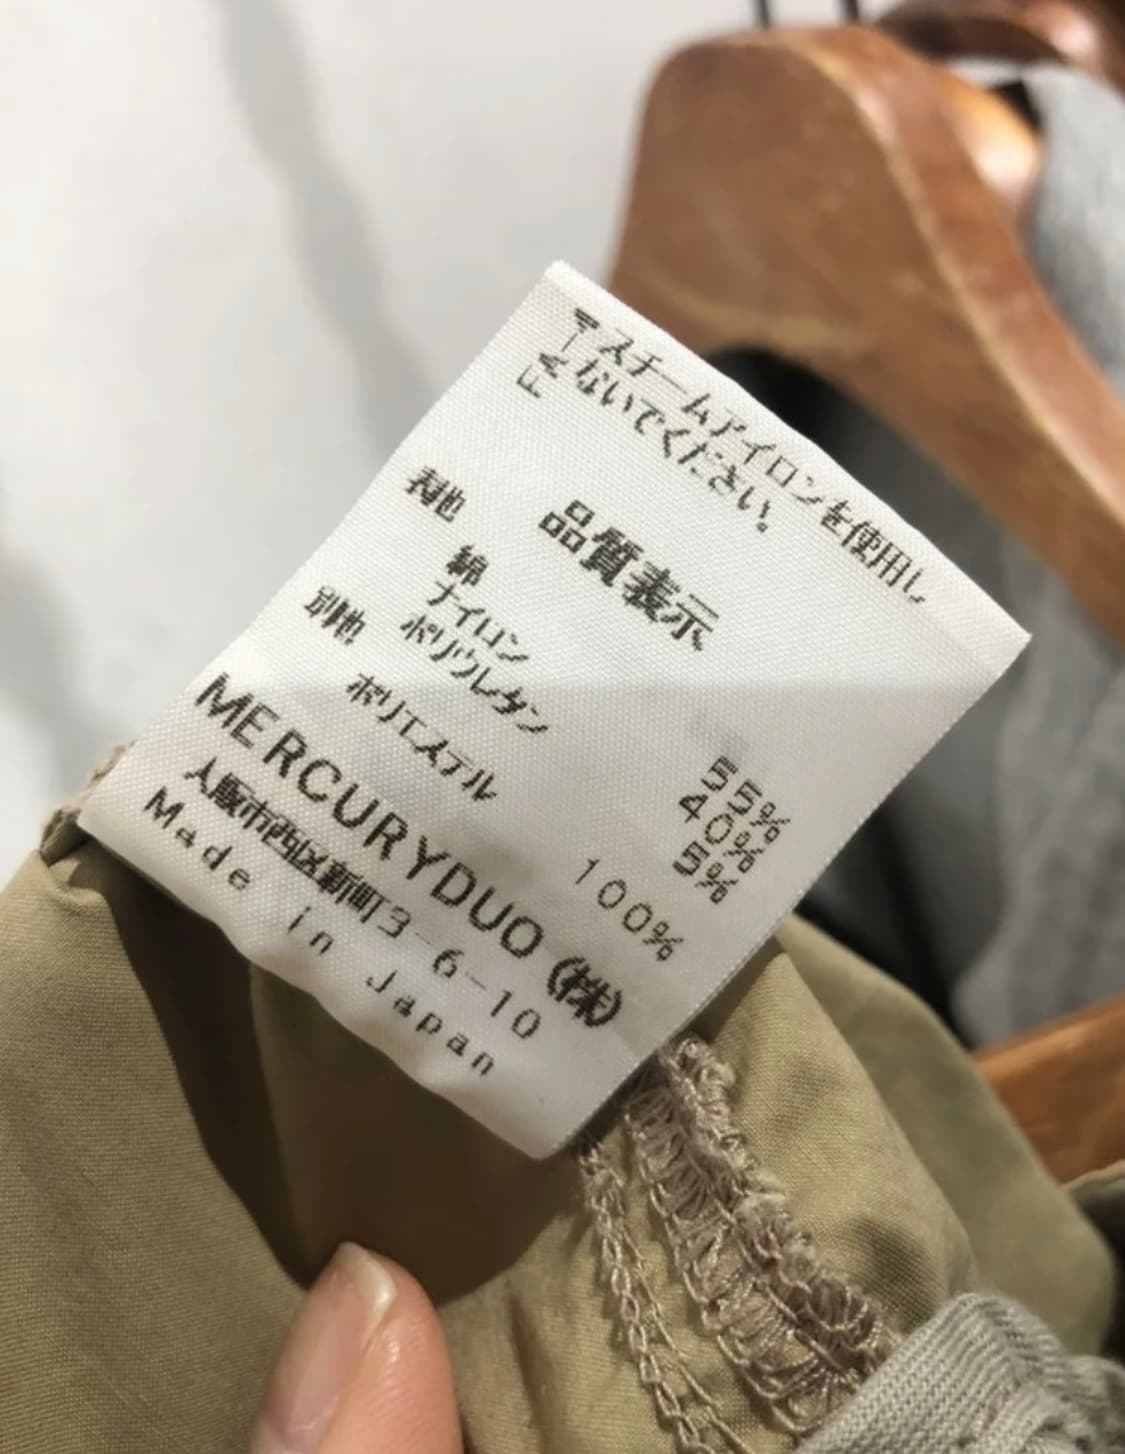 スチームアイロンを使用し
ないでください。
FA-1
品質表示
表地
綿 55%
ナイロン 40%
ポリウレタン 5%
別地
ポリエステル 100%
MERCURYDUO(株)
大阪市西区新町3-6-10
Made in Japan